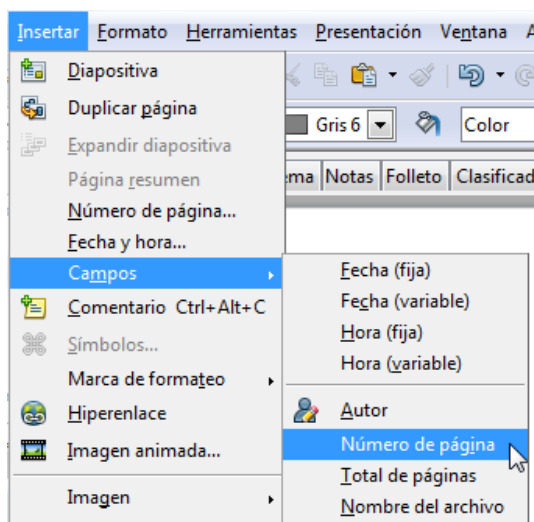 Insertar Formato Herramientas Presentación Ventana
Diapositiva
Duplicar página
Gris 6 Color
Expandir diapositiva
Página resumen
Notas Folleto
Número de página...
Fecha y hora...
Campos
Fecha (fija)
Comentario Ctrl+Alt+C
Fecha (variable)
Símbolos...
Hora (fija)
Hora (variable)
Marca de formateo
Hiperenlace
Autor
Imagen animada...
Número de página
Total de páginas
Imagen
Nombre del archivo